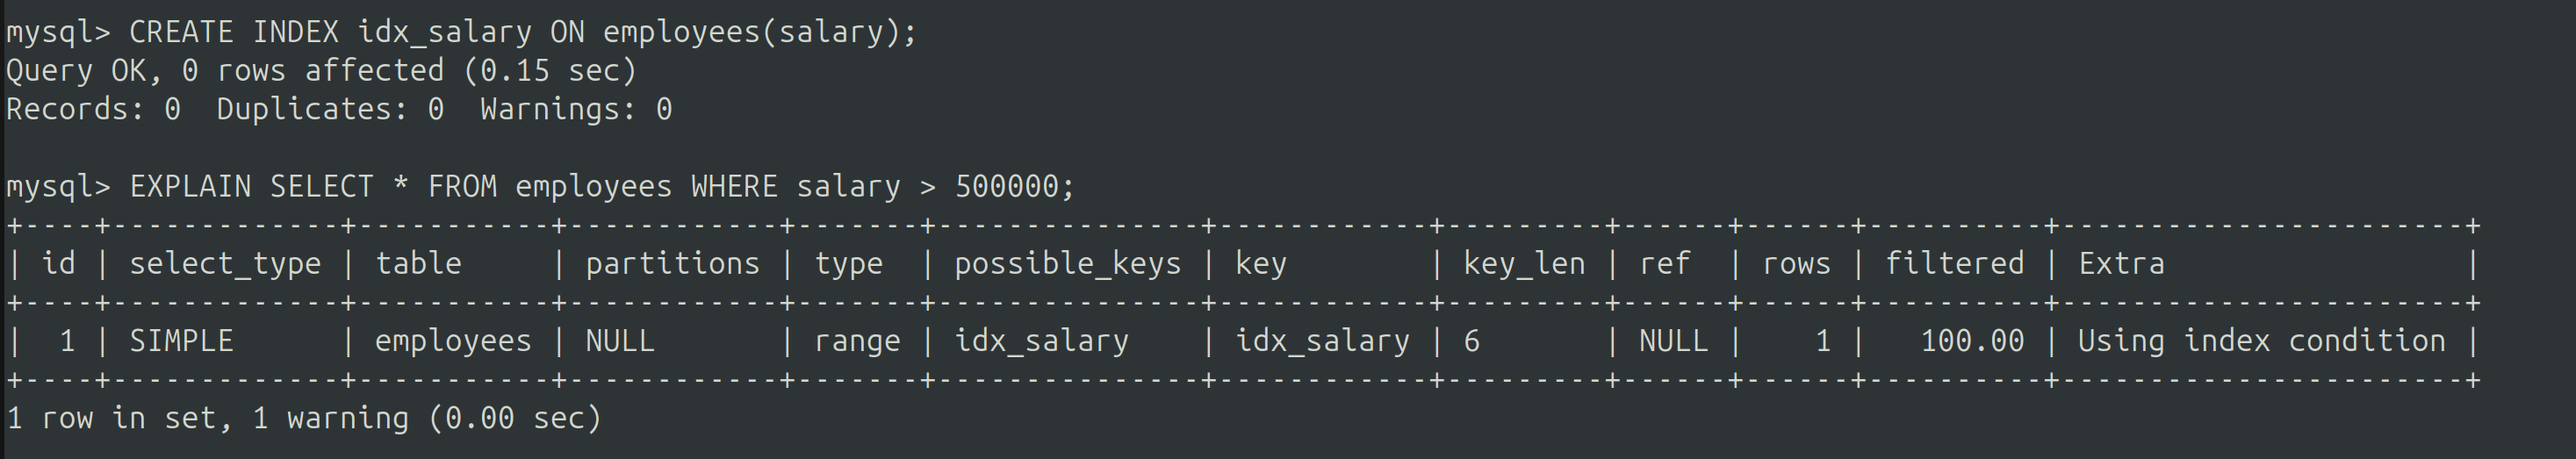 mysql> CREATE INDEX idx_salary ON employees(salary);
Query OK, 0 rows affected (0.15 sec)
Records: 0  Duplicates: 0  Warnings: 0

mysql> EXPLAIN SELECT * FROM employees WHERE salary > 500000;
+----+-------------+-----------+------------+-------+---------------+------------+---------+------+------+----------+-----------------------+
| id | select_type | table     | partitions | type  | possible_keys | key        | key_len | ref  | rows | filtered | Extra                 |
+----+-------------+-----------+------------+-------+---------------+------------+---------+------+------+----------+-----------------------+
|  1 | SIMPLE      | employees | NULL       | range | idx_salary    | idx_salary | 6       | NULL |    1 |   100.00 | Using index condition |
+----+-------------+-----------+------------+-------+---------------+------------+---------+------+------+----------+-----------------------+
1 row in set, 1 warning (0.00 sec)